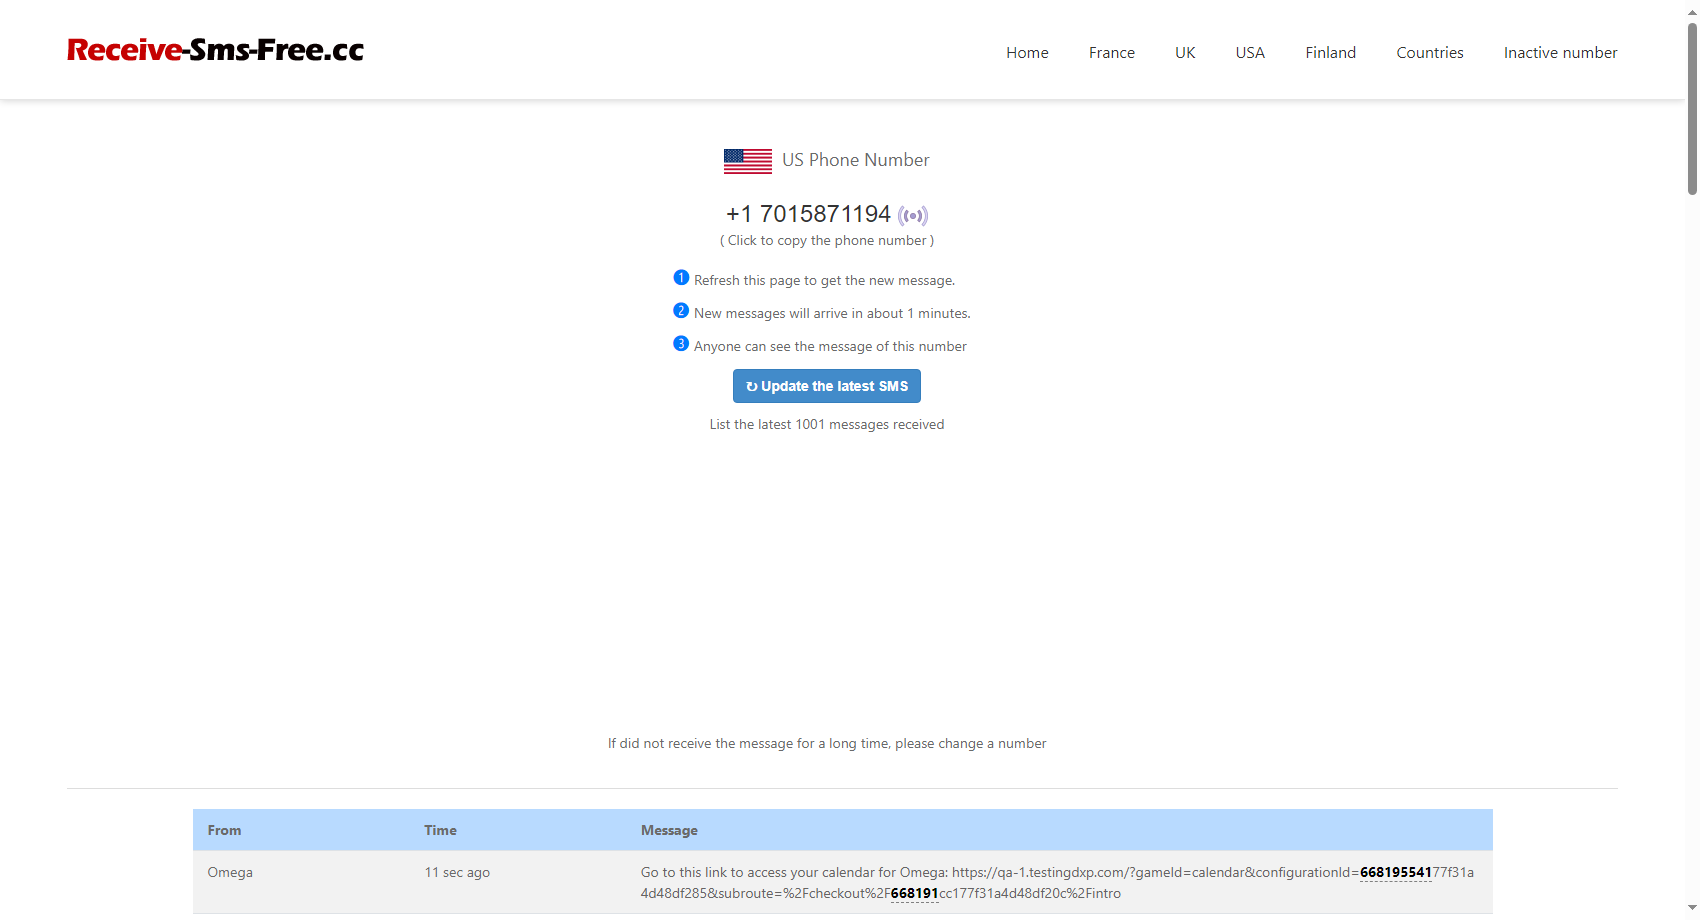 Receive-Sms-Free.cc
Home France UK USA Finland Countries Inactive number
US Phone Number
+1 7015871194
( Click to copy the phone number )
1 Refresh this page to get the new message.
2 New messages will arrive in about 1 minutes.
3 Anyone can see the message of this number
↻ Update the latest SMS
List the latest 1001 messages received
If did not receive the message for a long time, please change a number
From Time Message
Omega 11 sec ago Go to this link to access your calendar for Omega: https://qa-1.testingdxp.com/?gameId=calendar&configurationId=66819554177f31a
4d48df285&subroute=%2Fcheckout%2F668191cc177f31a4d48df20c%2Fintro